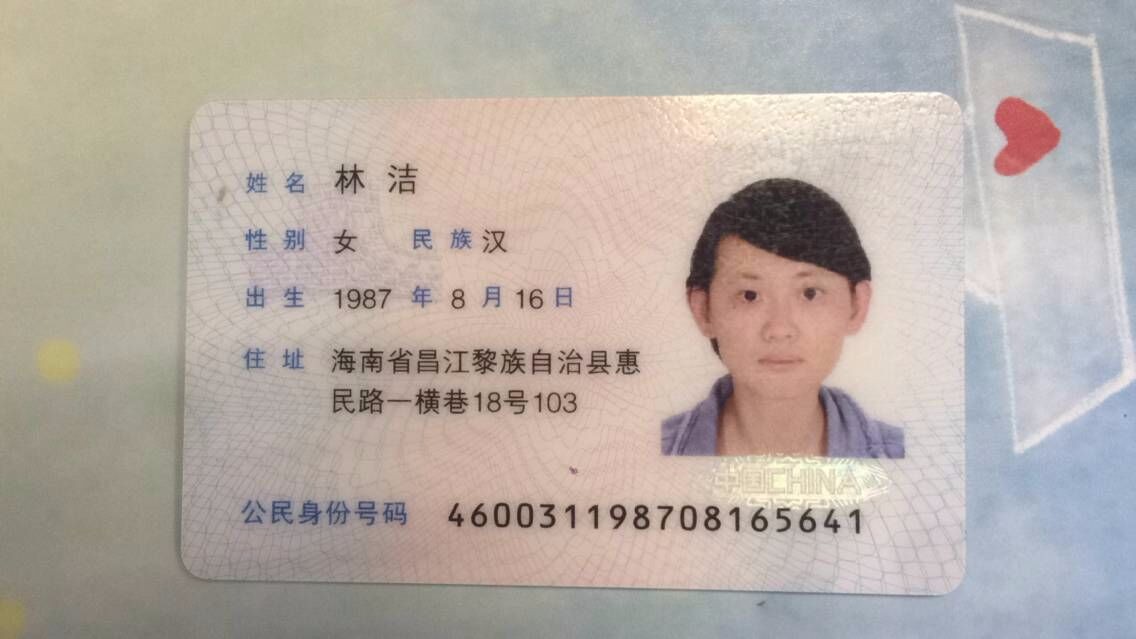 姓名 林洁
性别 女 民族 汉
出生 1987 年 8 月 16 日
住址 海南省昌江黎族自治县惠
民路一横巷18号103
中国CHINA
公民身份号码 460031198708165641